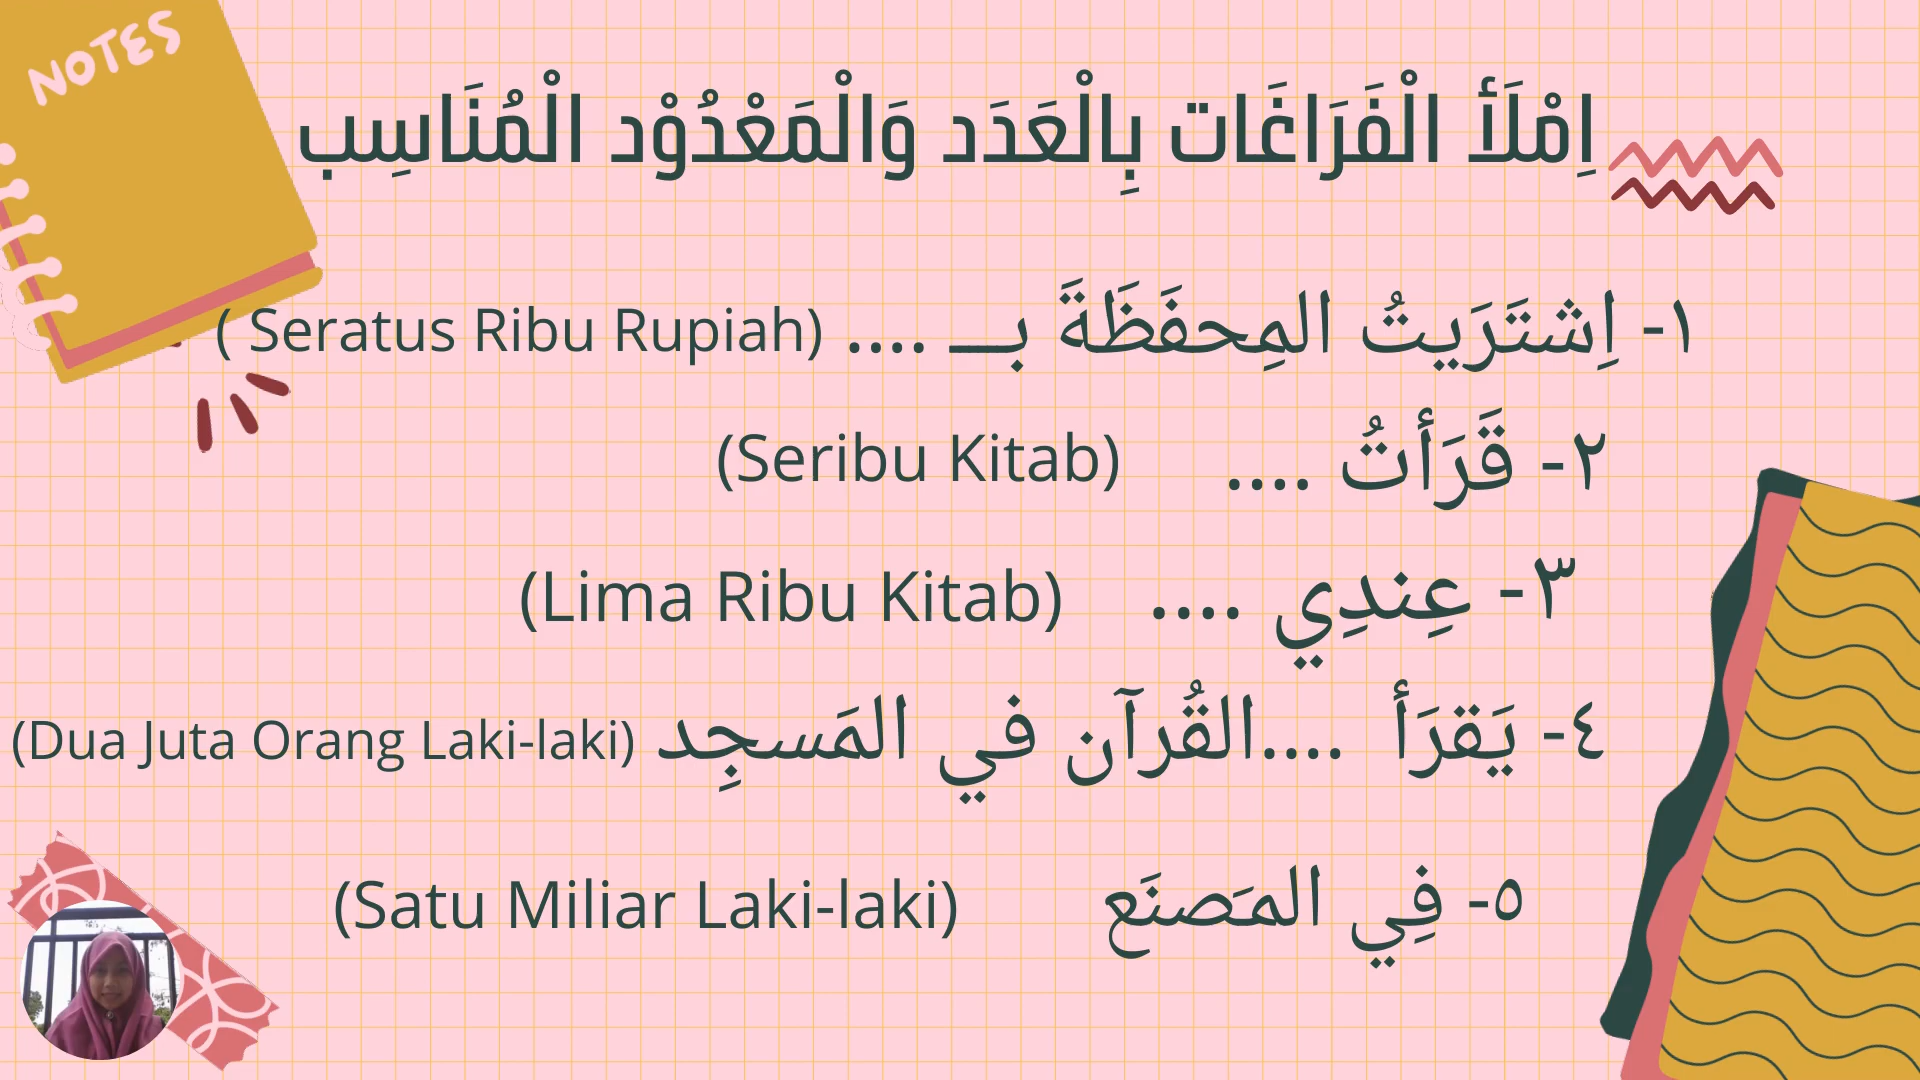 NOTES
اِمْلَأ الْفَرَاغَات بِالْعَدَد وَالْمَعْدُوْد الْمُنَاسِب
١- اِشتَرَيتُ المِحفَظَةَ بـــ .... ( Seratus Ribu Rupiah)
٢- قَرَأتُ .... (Seribu Kitab)
٣- عِندِي .... (Lima Ribu Kitab)
٤- يَقرَأ ....القُرآن في المَسجِد (Dua Juta Orang Laki-laki)
٥- فِي المَصنَع (Satu Miliar Laki-laki)